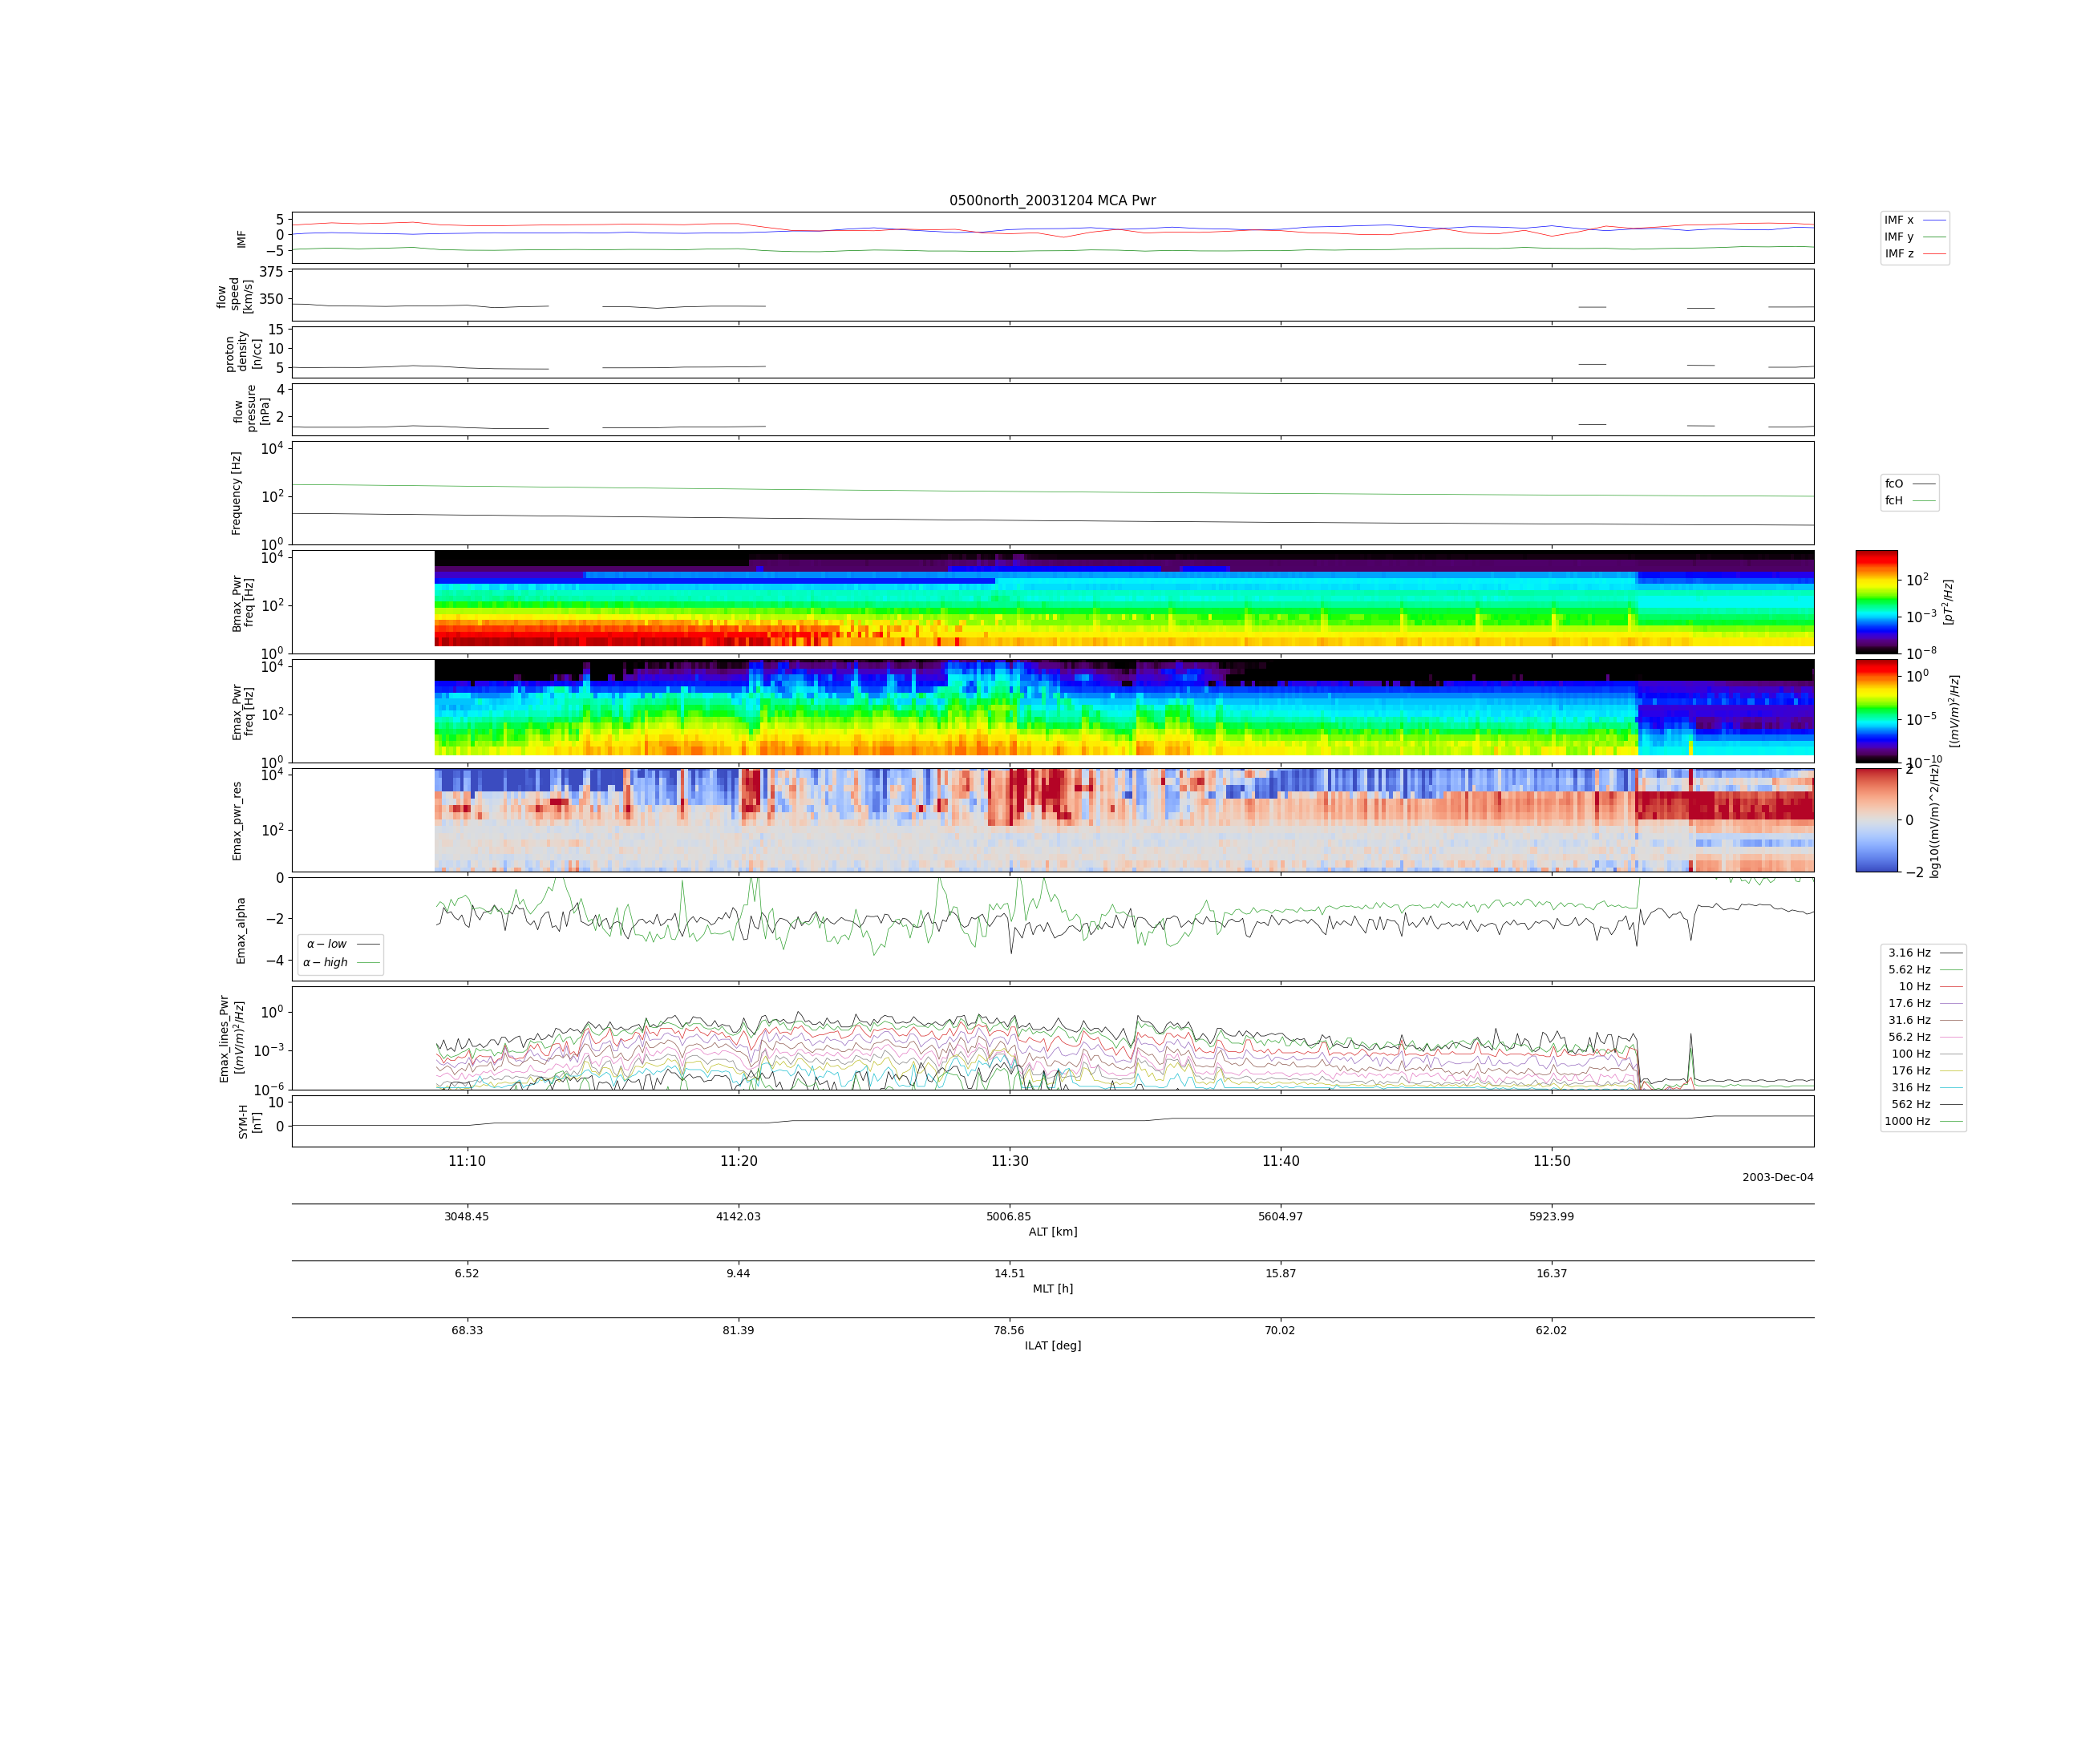 0500north_20031204 MCA Pwr
IMF
5
0
−5
IMF x
IMF y
IMF z
flow
speed
[km/s]
375
350
proton
density
[n/cc]
15
10
5
flow
pressure
[nPa]
4
2
Frequency [Hz]
10^4
10^2
10^0
fcO
fcH
Bmax_Pwr
freq [Hz]
10^4
10^2
10^0
10^2
10^−3
10^−8
[pT^2/Hz]
Emax_Pwr
freq [Hz]
10^4
10^2
10^0
10^0
10^−5
10^−10
[(mV/m)^2/Hz]
Emax_pwr_res
10^4
10^2
2
0
−2
log10((mV/m)^2/Hz)
Emax_alpha
0
−2
−4
α − low
α − high
Emax_lines_Pwr
[(mV/m)^2/Hz]
10^0
10^−3
10^−6
3.16 Hz
5.62 Hz
10 Hz
17.6 Hz
31.6 Hz
56.2 Hz
100 Hz
176 Hz
316 Hz
562 Hz
1000 Hz
SYM-H
[nT]
10
0
11:10 11:20 11:30 11:40 11:50
2003-Dec-04
3048.45 4142.03 5006.85 5604.97 5923.99
ALT [km]
6.52 9.44 14.51 15.87 16.37
MLT [h]
68.33 81.39 78.56 70.02 62.02
ILAT [deg]